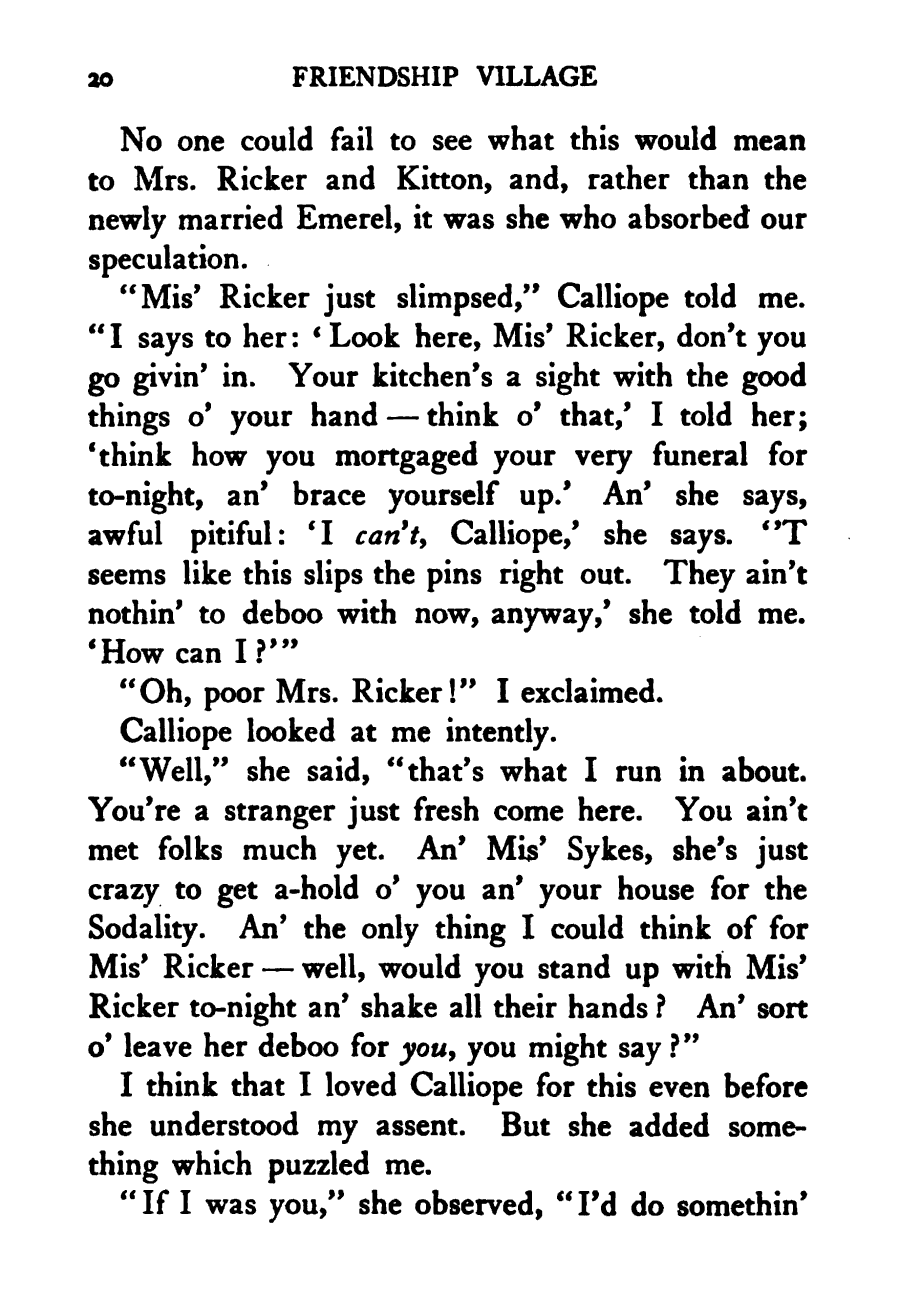 20 FRIENDSHIP VILLAGE
No one could fail to see what this would mean
to Mrs. Ricker and Kitton, and, rather than the
newly married Emerel, it was she who absorbed our
speculation.
“Mis’ Ricker just slimpsed,” Calliope told me.
“I says to her: ‘Look here, Mis’ Ricker, don’t you
go givin’ in. Your kitchen’s a sight with the good
things o’ your hand — think o’ that,’ I told her;
‘think how you mortgaged your very funeral for
to-night, an’ brace yourself up.’ An’ she says,
awful pitiful: ‘I can’t, Calliope,’ she says. ‘’T
seems like this slips the pins right out. They ain’t
nothin’ to deboo with now, anyway,’ she told me.
‘How can I?’”
“Oh, poor Mrs. Ricker!” I exclaimed.
Calliope looked at me intently.
“Well,” she said, “that’s what I run in about.
You’re a stranger just fresh come here. You ain’t
met folks much yet. An’ Mis’ Sykes, she’s just
crazy to get a-hold o’ you an’ your house for the
Sodality. An’ the only thing I could think of for
Mis’ Ricker — well, would you stand up with Mis’
Ricker to-night an’ shake all their hands? An’ sort
o’ leave her deboo for you, you might say?”
I think that I loved Calliope for this even before
she understood my assent. But she added some-
thing which puzzled me.
“If I was you,” she observed, “I’d do somethin’